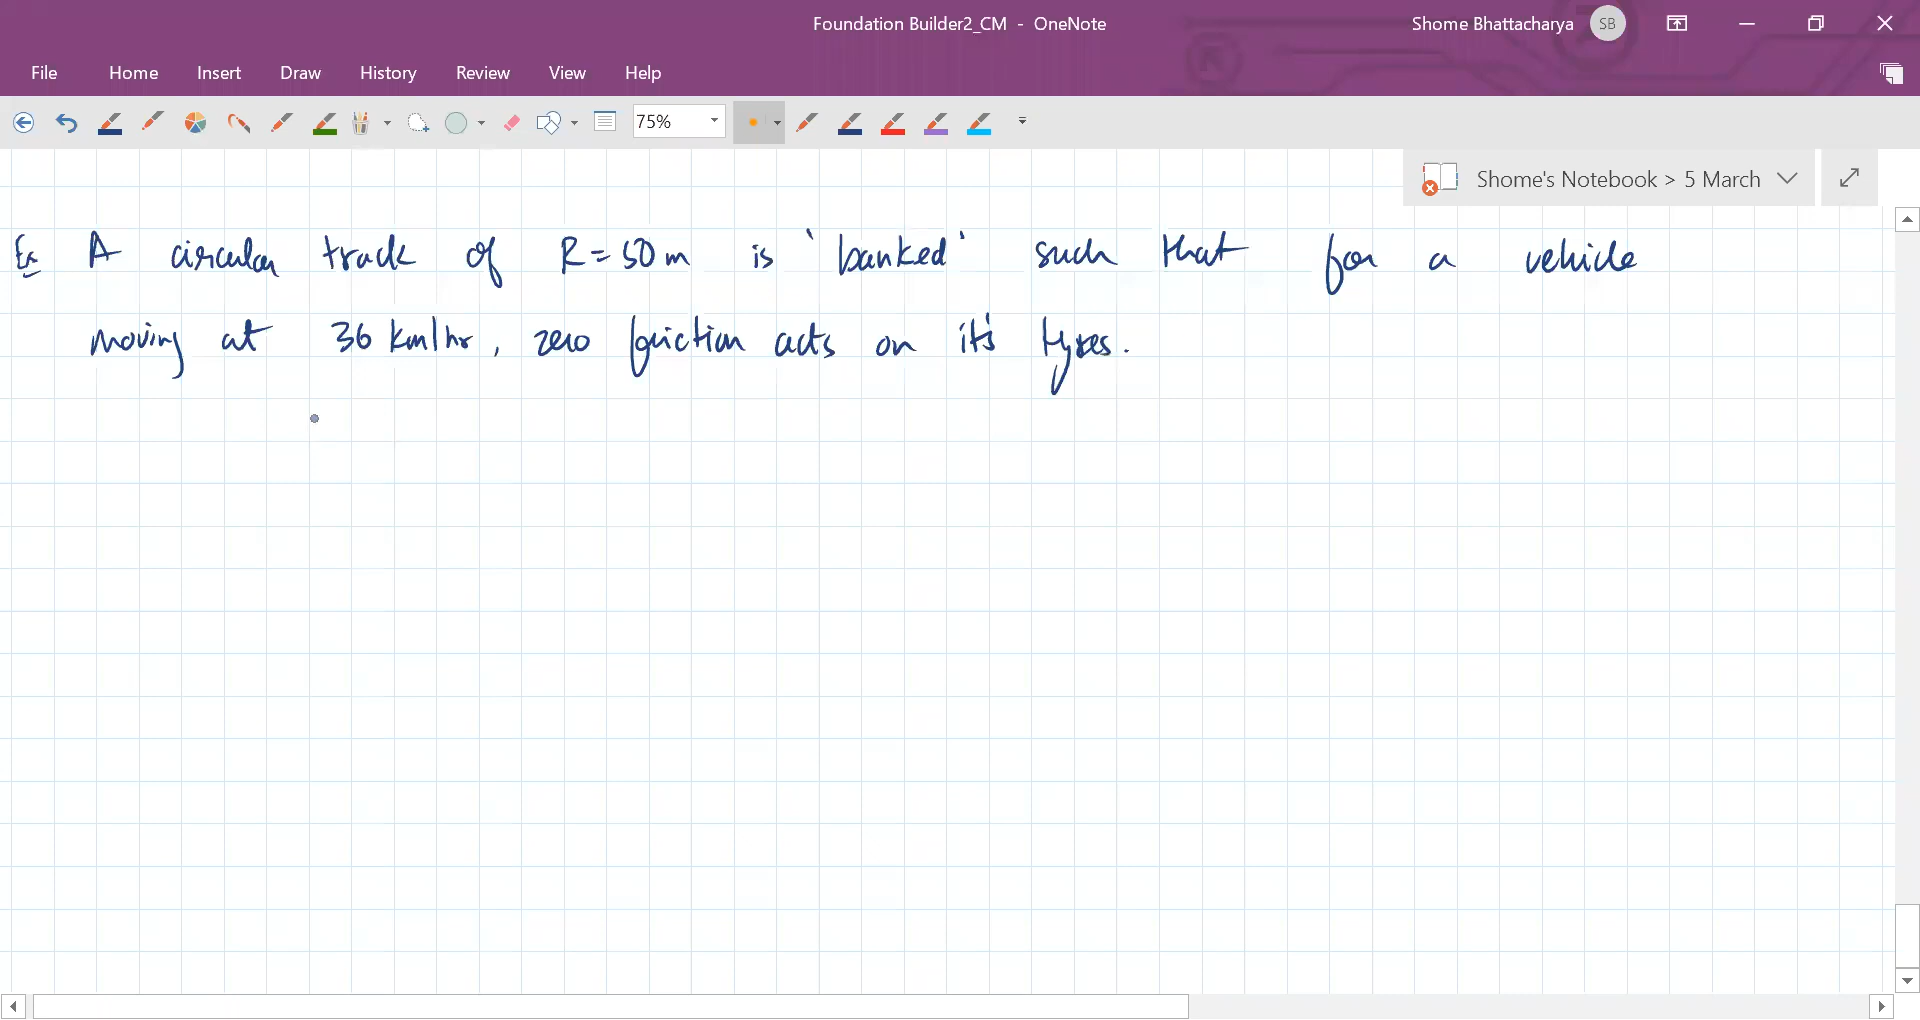 Foundation Builder2_CM - OneNote
Shome Bhattacharya SB
File Home Insert Draw History Review View Help
75%
Shome's Notebook > 5 March
Ex A circular track of R = 50 m is 'banked' such that for a vehicle
moving at 36 km/hr, zero friction acts on it's tyres.